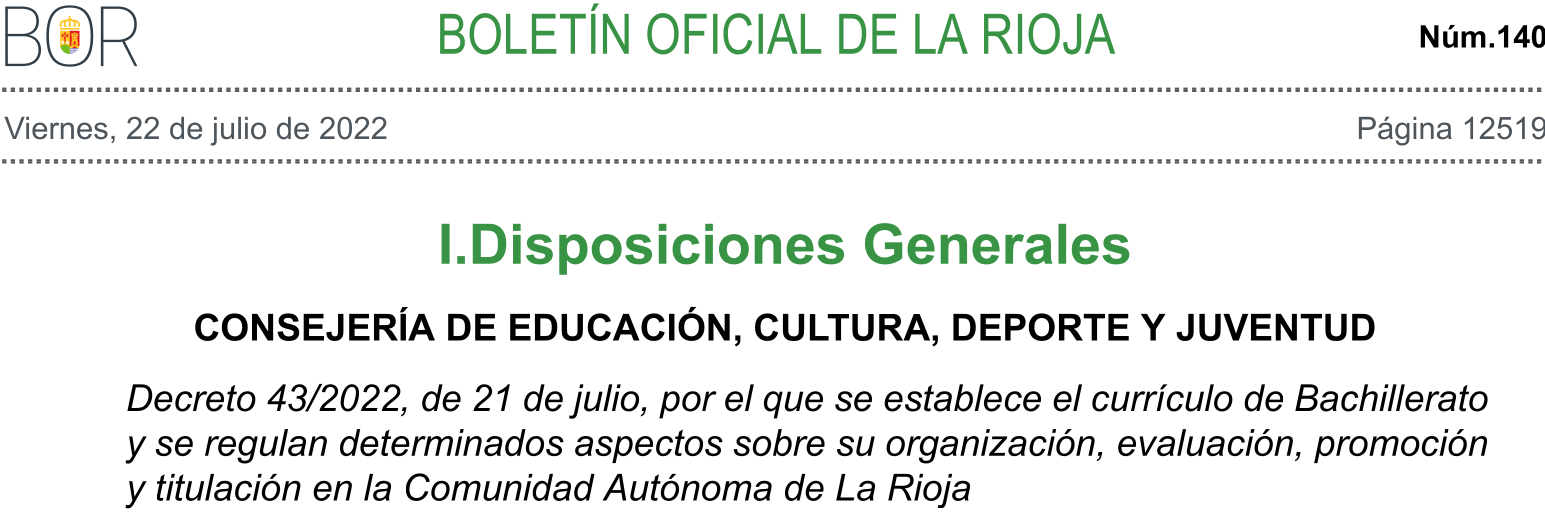 BOR
BOLETÍN OFICIAL DE LA RIOJA
Núm.140
Viernes, 22 de julio de 2022
Página 12519
I.Disposiciones Generales
CONSEJERÍA DE EDUCACIÓN, CULTURA, DEPORTE Y JUVENTUD
Decreto 43/2022, de 21 de julio, por el que se establece el currículo de Bachillerato
y se regulan determinados aspectos sobre su organización, evaluación, promoción
y titulación en la Comunidad Autónoma de La Rioja